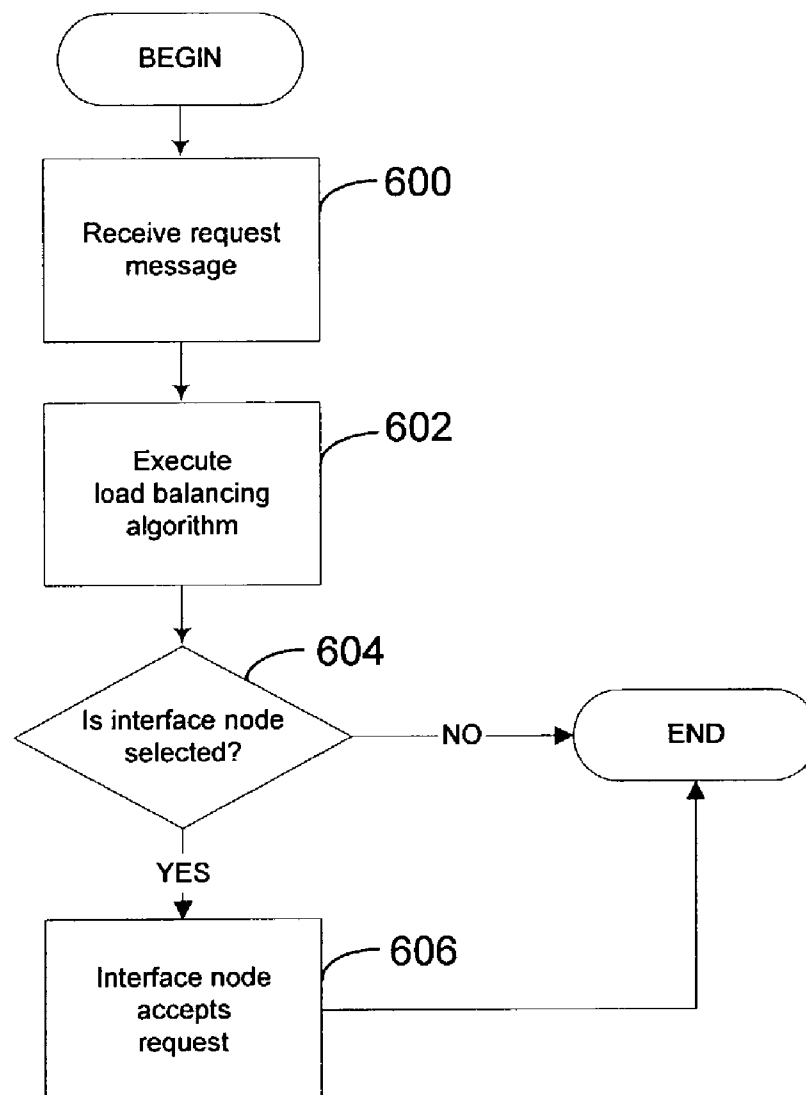 BEGIN
600
Receive request
message
602
Execute
load balancing
algorithm
604
Is interface node
selected?
NO
END
YES
606
Interface node
accepts
request